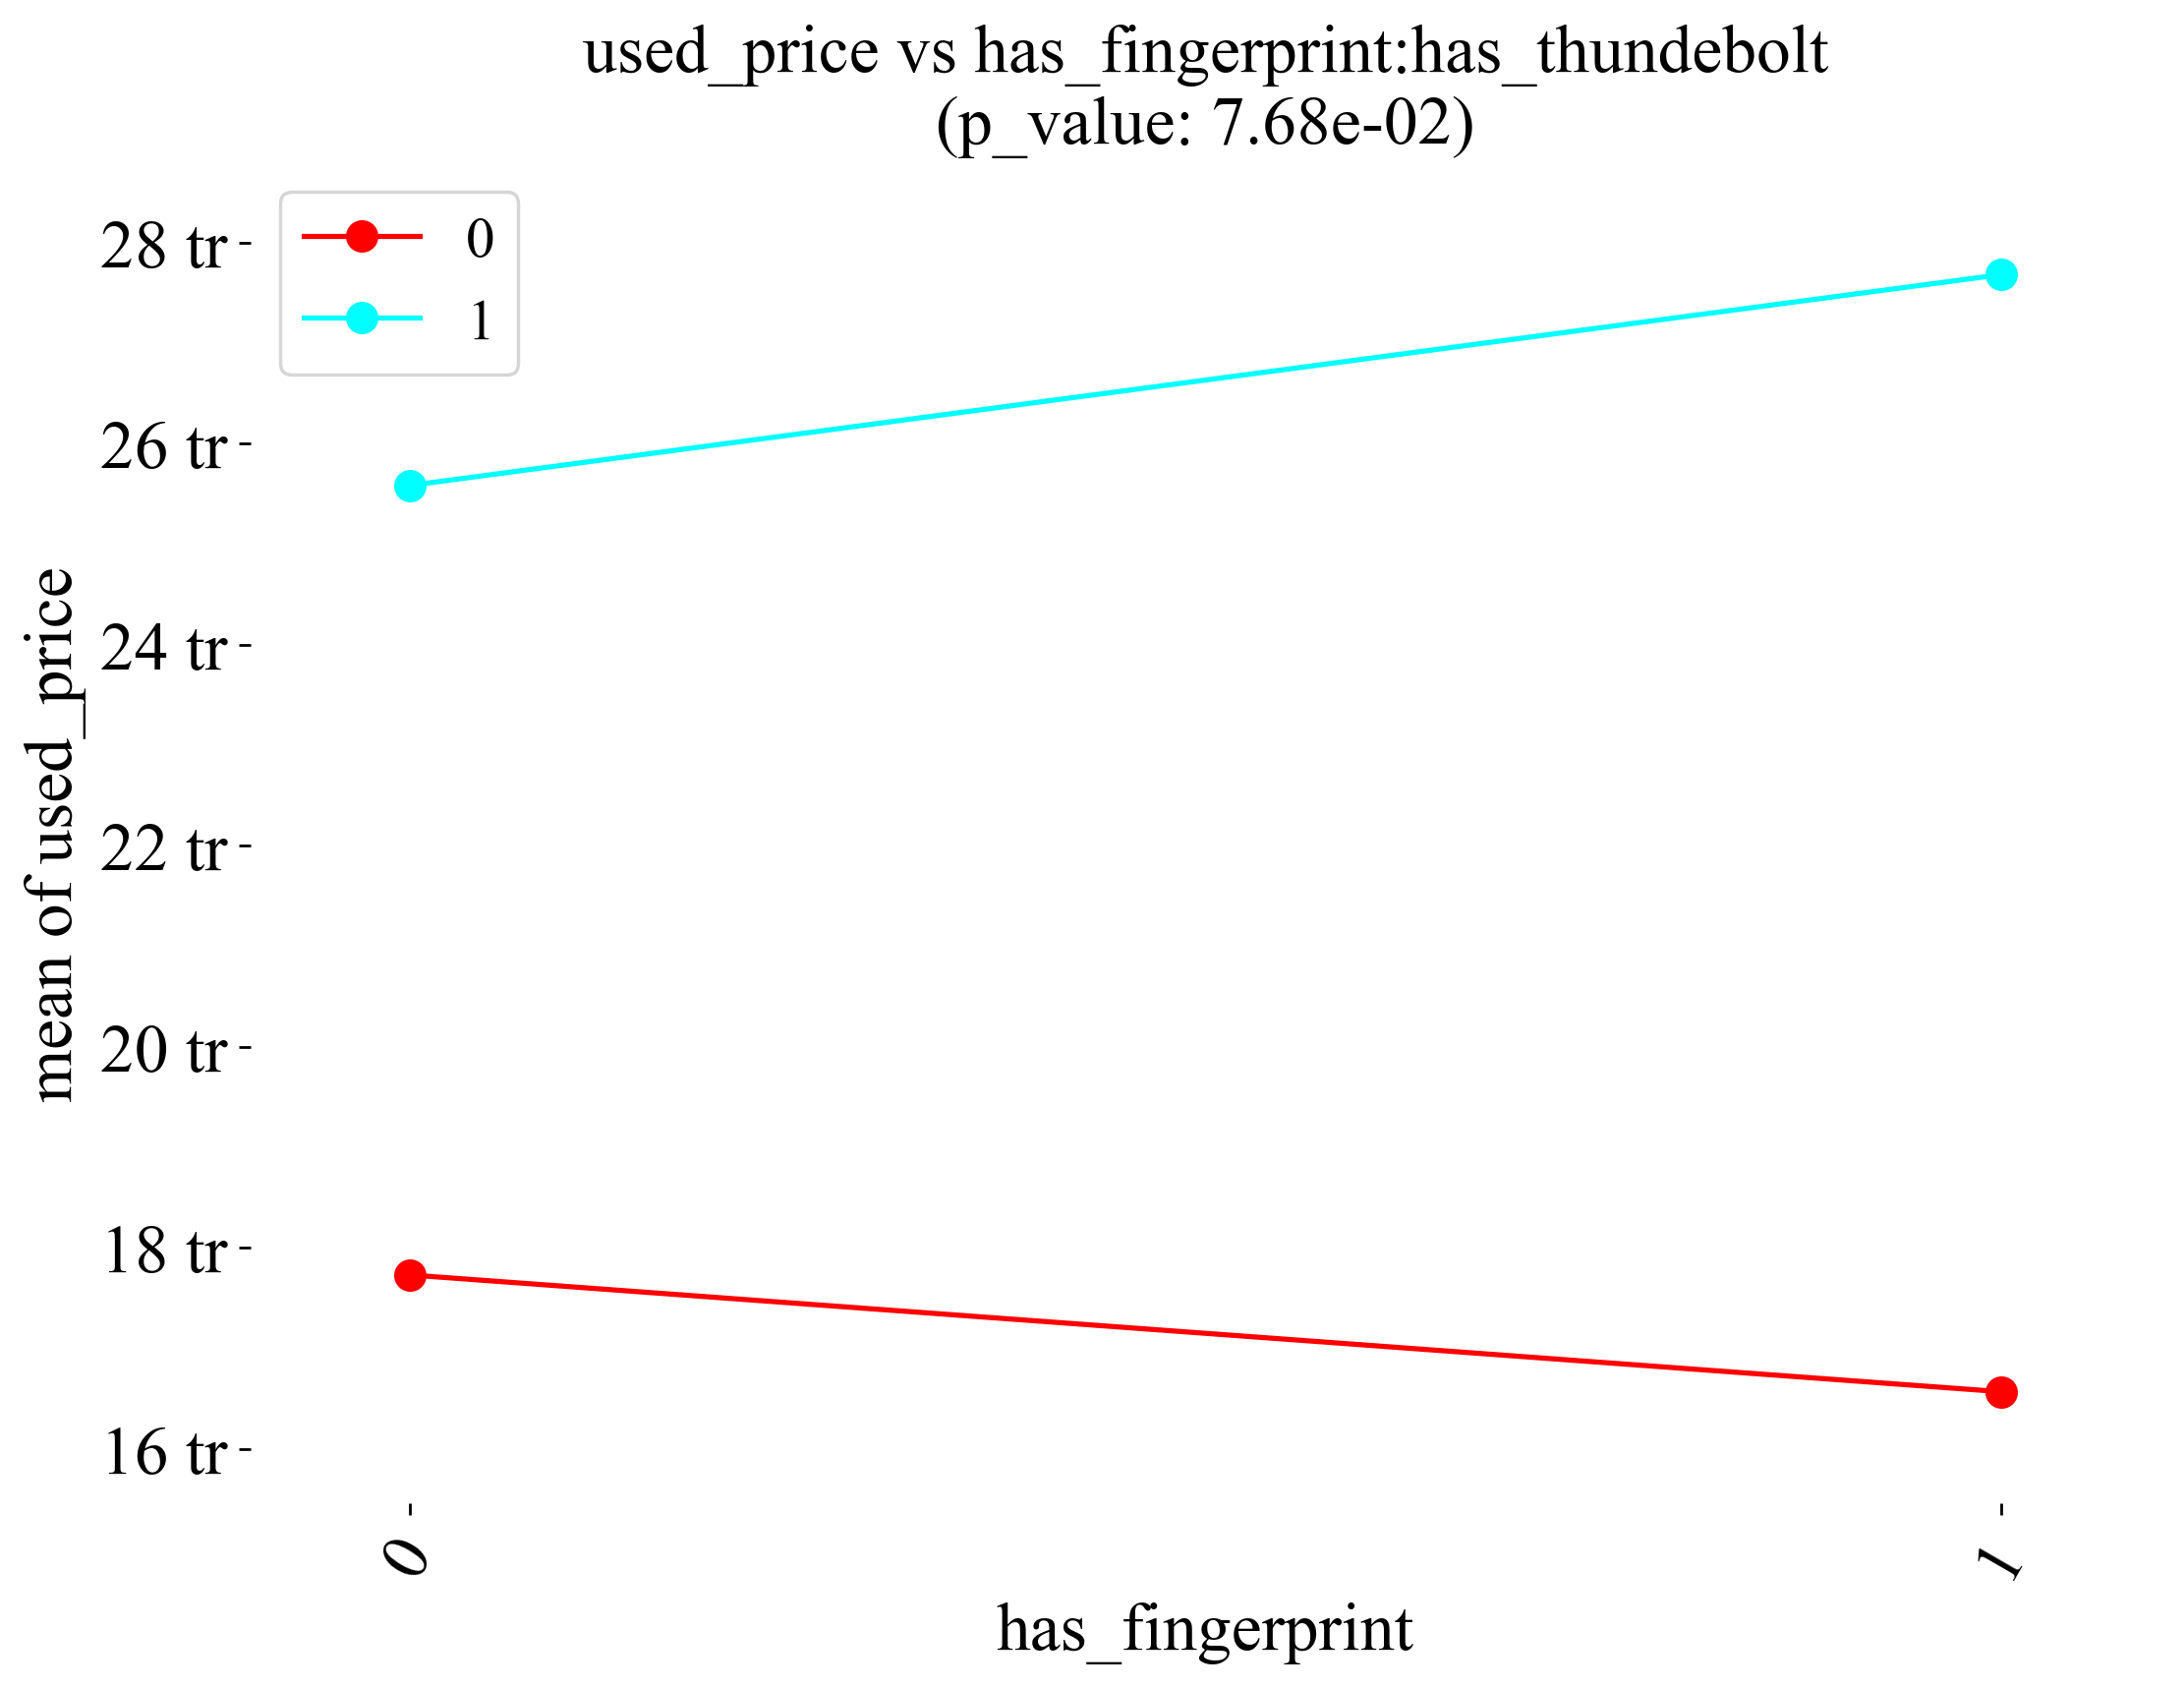 used_price vs has_fingerprint:has_thundebolt
(p_value: 7.68e-02)
0
1
28 tr
26 tr
24 tr
22 tr
20 tr
18 tr
16 tr
mean of used_price
0
1
has_fingerprint